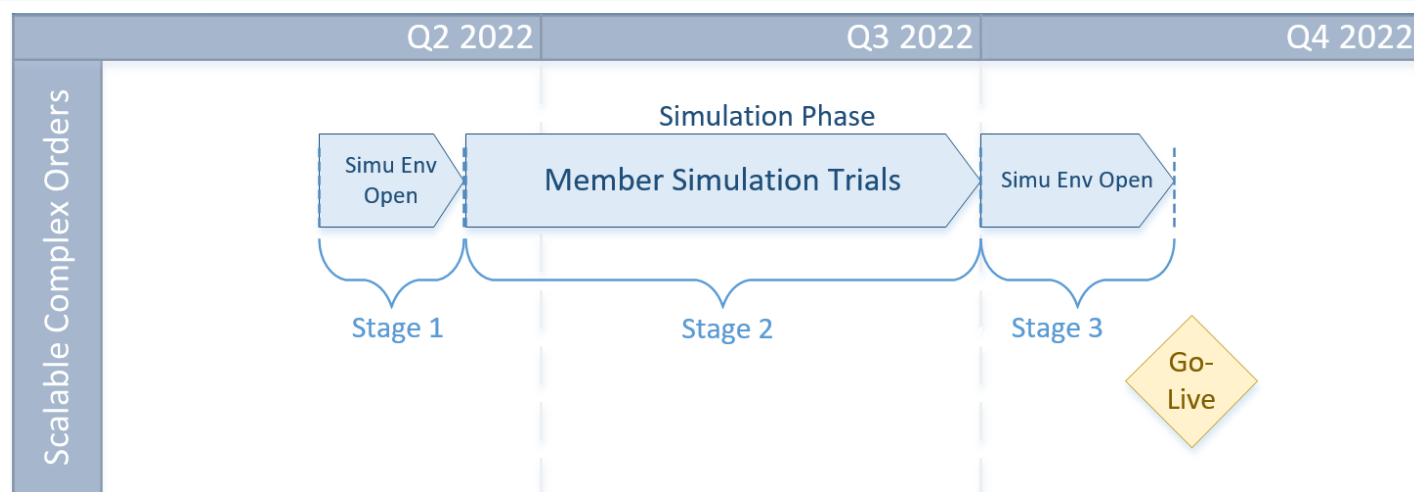 Q2 2022
Q3 2022
Q4 2022
Scalable Complex Orders
Simulation Phase
Simu Env
Open
Member Simulation Trials
Simu Env Open
Stage 1
Stage 2
Stage 3
Go-
Live